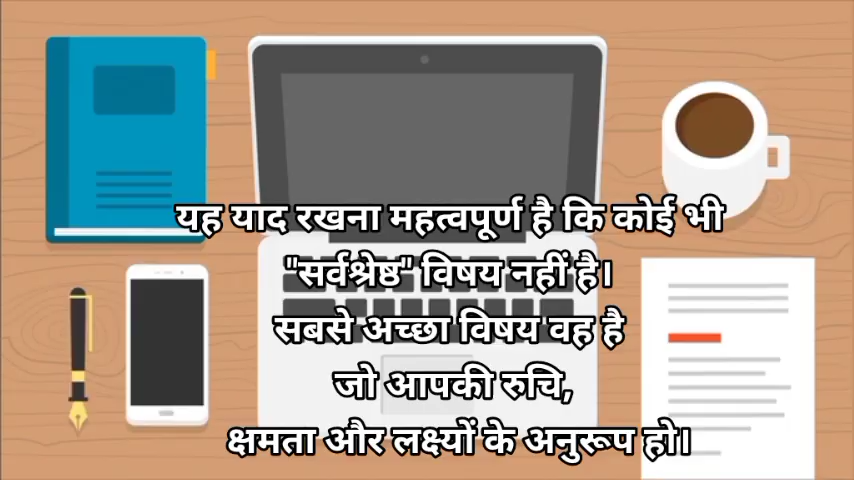 यह याद रखना महत्वपूर्ण है कि कोई भी
"सर्वश्रेष्ठ" विषय नहीं है।
सबसे अच्छा विषय वह है
जो आपकी रुचि,
क्षमता और लक्ष्यों के अनुरूप हो।